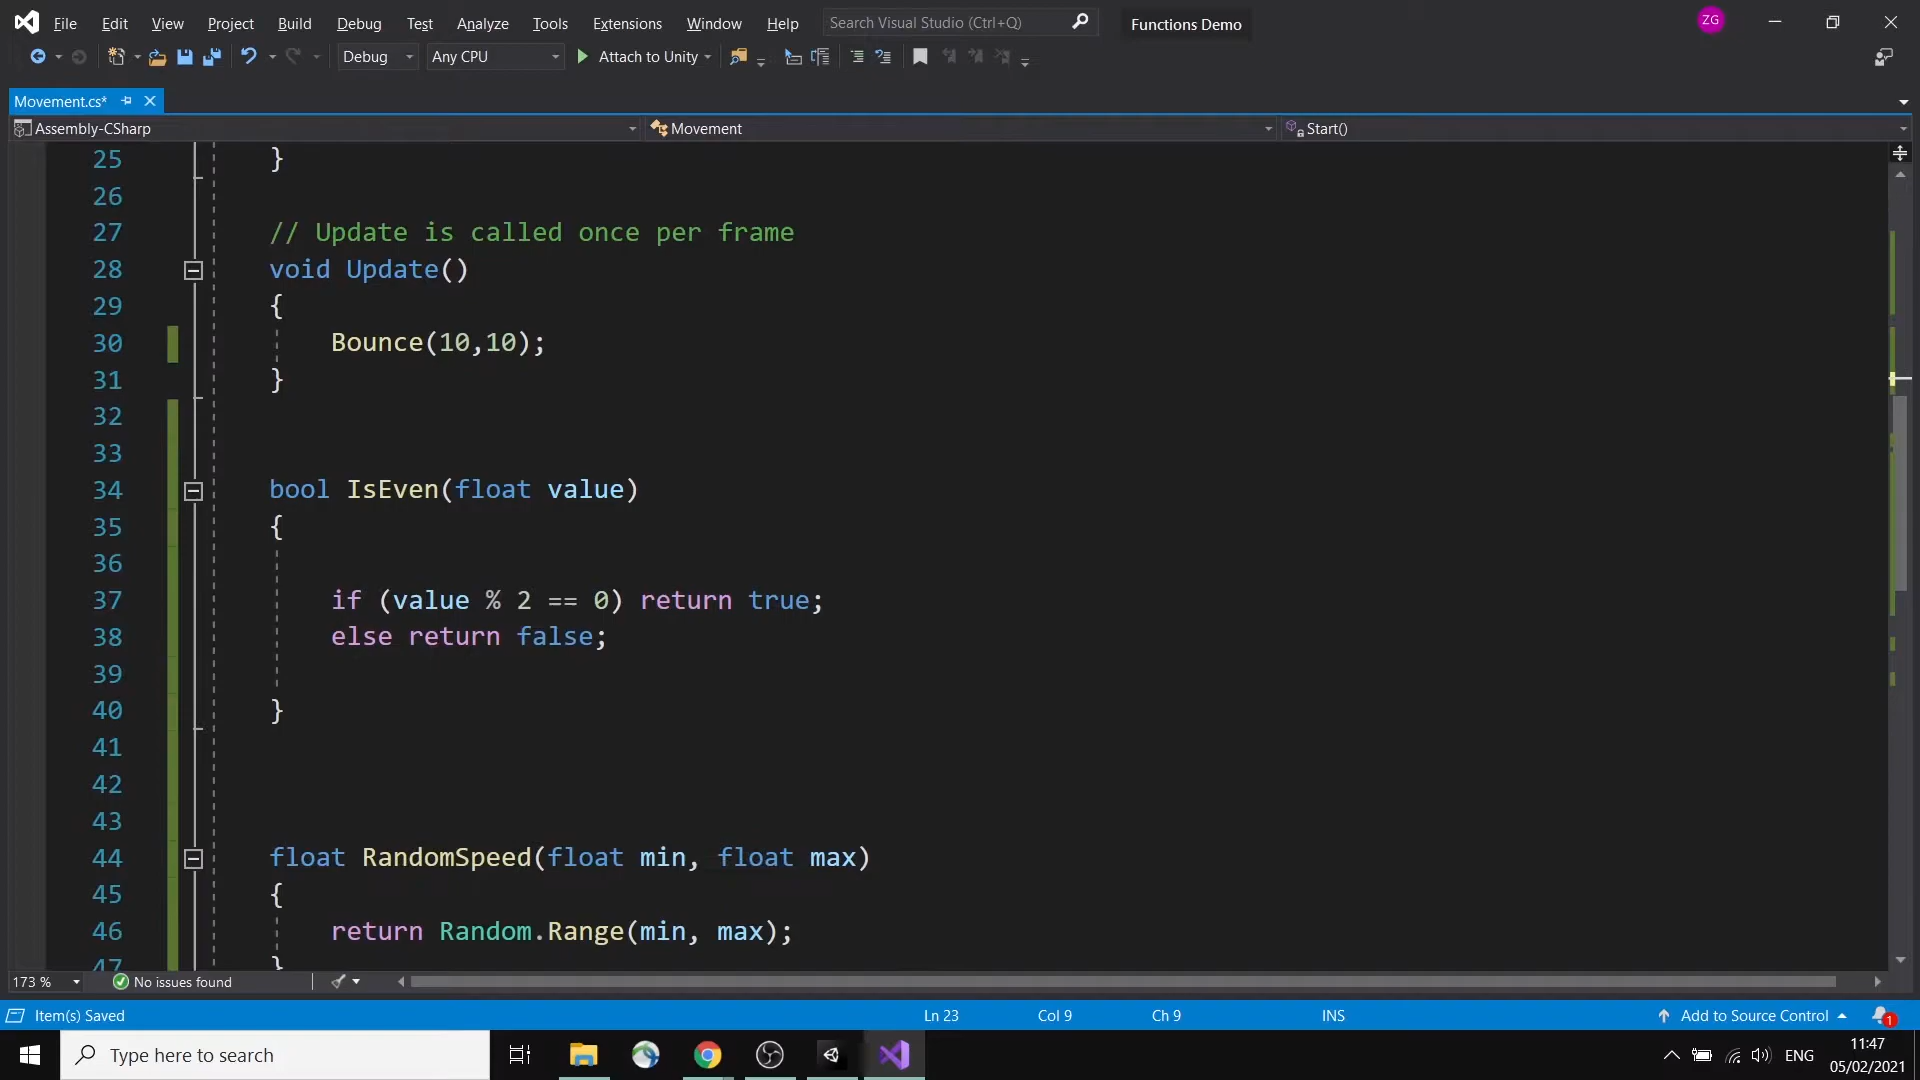 File Edit View Project Build Debug Test Analyze Tools Extensions Window Help Search Visual Studio (Ctrl+Q) Functions Demo ZG
Debug Any CPU Attach to Unity
Movement.cs*
Assembly-CSharp Movement Start()
25 }
26
27 // Update is called once per frame
28 void Update()
29 {
30 Bounce(10,10);
31 }
32
33
34 bool IsEven(float value)
35 {
36
37 if (value % 2 == 0) return true;
38 else return false;
39
40 }
41
42
43
44 float RandomSpeed(float min, float max)
45 {
46 return Random.Range(min, max);
47 }
173 % No issues found
Item(s) Saved Ln 23 Col 9 Ch 9 INS Add to Source Control 1
Type here to search ENG 11:47
05/02/2021